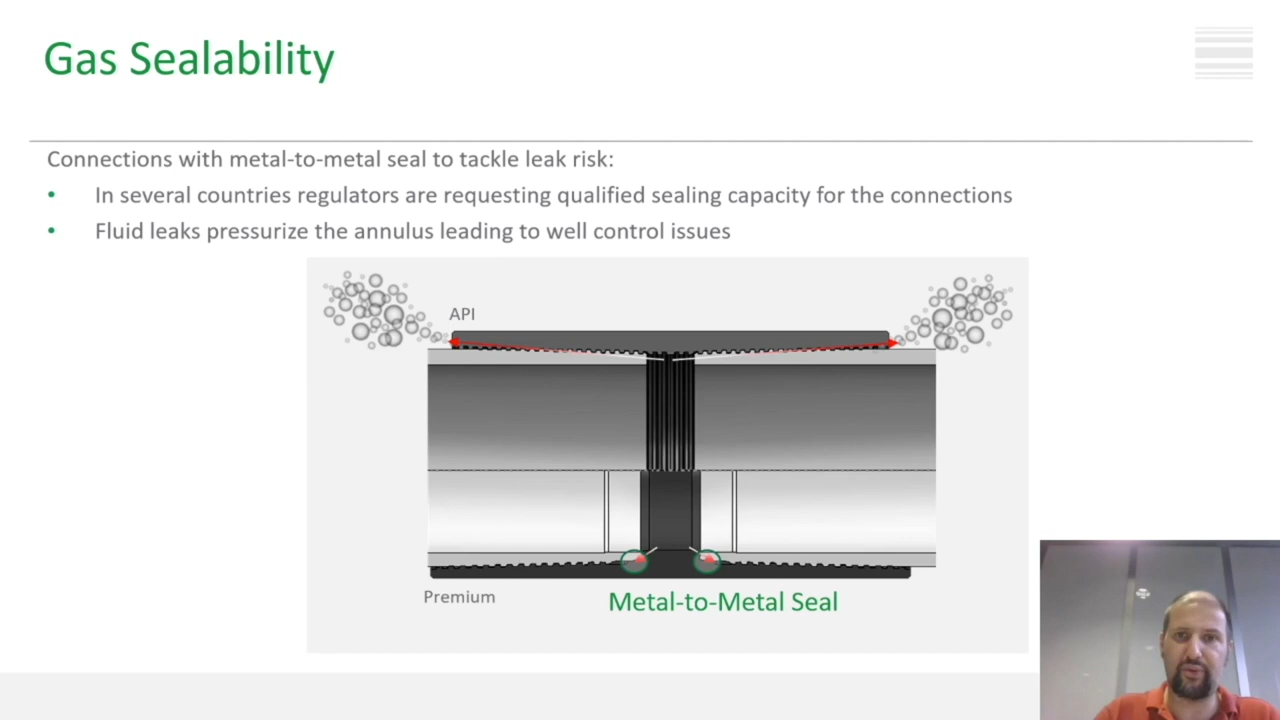 Gas Sealability
Connections with metal-to-metal seal to tackle leak risk:
• In several countries regulators are requesting qualified sealing capacity for the connections
• Fluid leaks pressurize the annulus leading to well control issues
API
Premium
Metal-to-Metal Seal